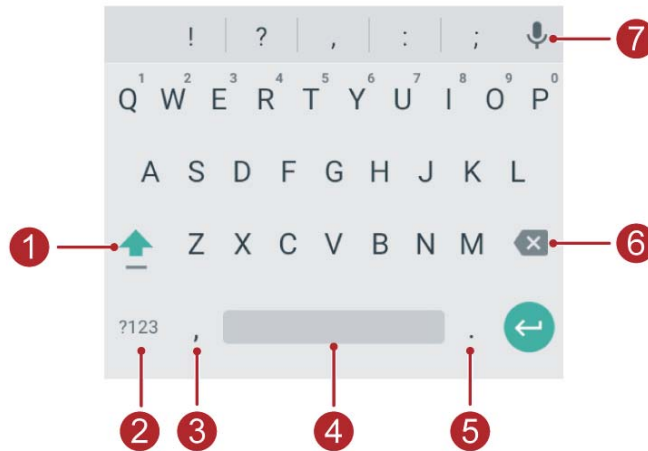 ! ? , : ; 7
1 2 3 4 5 6 7 8 9 0
Q W E R T Y U I O P
A S D F G H J K L
1 Z X C V B N M 6
?123 , .
2 3 4 5